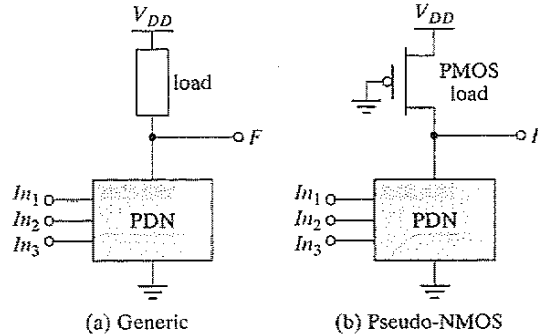 V_DD
load
F
In_1
In_2
In_3
PDN
(a) Generic
V_DD
PMOS
load
In_1
In_2
In_3
PDN
(b) Pseudo-NMOS